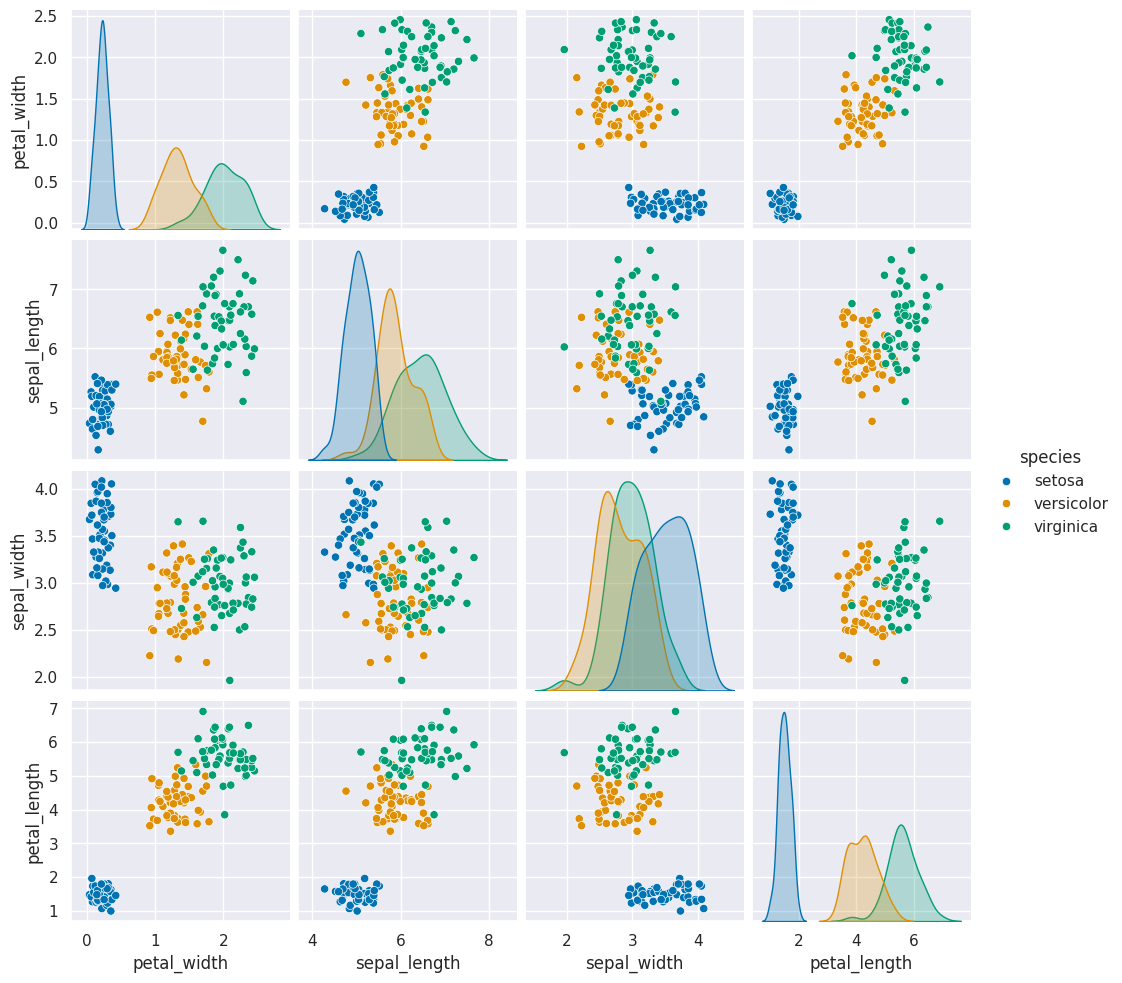 2.5
2.0
1.5
1.0
0.5
0.0
petal_width
7
6
5
sepal_length
4.0
3.5
3.0
2.5
2.0
sepal_width
7
6
5
4
3
2
1
petal_length
0 1 2
petal_width
4 6 8
sepal_length
2 3 4
sepal_width
2 4 6
petal_length
species
setosa
versicolor
virginica